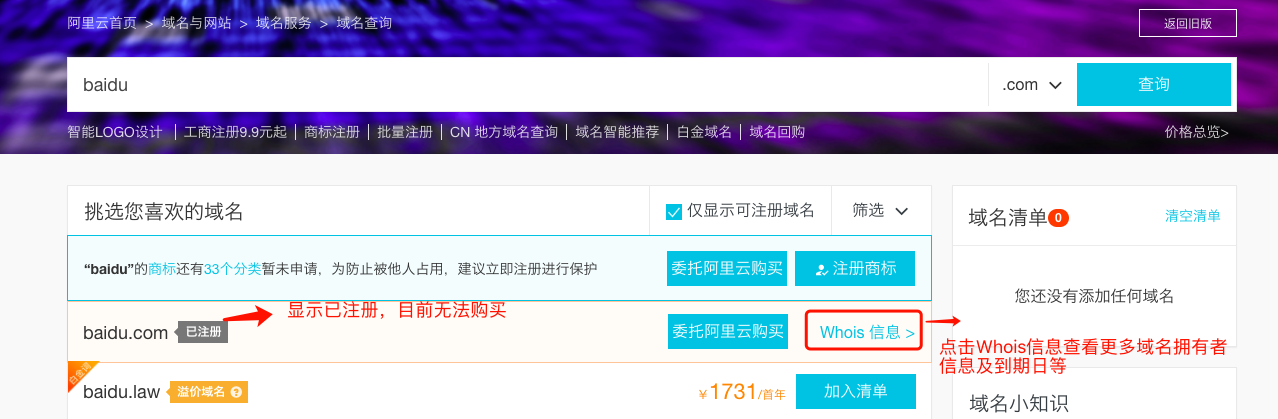 阿里云首页 > 域名与网站 > 域名服务 > 域名查询
返回旧版
baidu
.com
查询
智能LOGO设计 | 工商注册9.9元起 | 商标注册 | 批量注册 | CN 地方域名查询 | 域名智能推荐 | 白金域名 | 域名回购
价格总览>
挑选您喜欢的域名
仅显示可注册域名
筛选
域名清单 0
清空清单
“baidu”的商标还有33个分类暂未申请，为防止被他人占用，建议立即注册进行保护
委托阿里云购买
注册商标
您还没有添加任何域名
显示已注册，目前无法购买
baidu.com
已注册
委托阿里云购买
Whois 信息 >
点击Whois信息查看更多域名拥有者
信息及到期日等
白金词
baidu.law
溢价域名 ?
¥1731/首年
加入清单
域名小知识